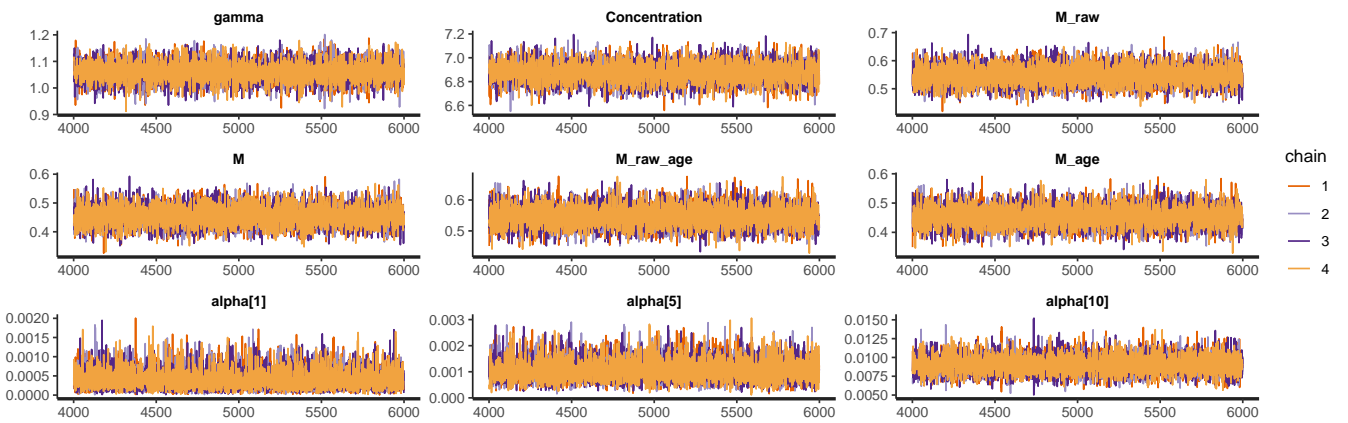 gamma
Concentration
M_raw
1.2
1.1
1.0
0.9
4000 4500 5000 5500 6000
7.2
7.0
6.8
6.6
4000 4500 5000 5500 6000
0.7
0.6
0.5
4000 4500 5000 5500 6000
M
M_raw_age
M_age
0.6
0.5
0.4
4000 4500 5000 5500 6000
0.6
0.5
4000 4500 5000 5500 6000
0.6
0.5
0.4
4000 4500 5000 5500 6000
alpha[1]
alpha[5]
alpha[10]
0.0020
0.0015
0.0010
0.0005
0.0000
4000 4500 5000 5500 6000
0.003
0.002
0.001
0.000
4000 4500 5000 5500 6000
0.0150
0.0125
0.0100
0.0075
0.0050
4000 4500 5000 5500 6000
chain
1
2
3
4